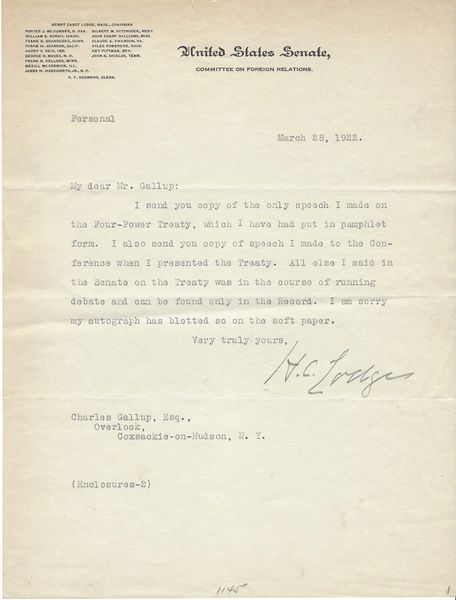 HENRY CABOT LODGE, MASS., CHAIRMAN
PORTER J. MC CUMBER, N. DAK. GILBERT M. HITCHCOCK, NEBR.
WILLIAM E. BORAH, IDAHO. JOHN SHARP WILLIAMS, MISS.
FRANK B. BRANDEGEE, CONN. CLAUDE A. SWANSON, VA.
HIRAM W. JOHNSON, CALIF. ATLEE POMERENE, OHIO.
HARRY S. NEW, IND. KEY PITTMAN, NEV.
GEORGE H. MOSES, N. H. JOHN K. SHIELDS, TENN.
FRANK B. KELLOGG, MINN.
MEDILL MC CORMICK, ILL.
JAMES W. WADSWORTH, JR., N. Y.
C. F. REDMOND, CLERK.
United States Senate,
COMMITTEE ON FOREIGN RELATIONS.
Personal
March 28, 1922.
My dear Mr. Gallup:
I send you copy of the only speech I made on
the Four-Power Treaty, which I have had put in pamphlet
form. I also send you copy of speech I made to the Con-
ference when I presented the Treaty. All else I said in
the Senate on the Treaty was in the course of running
debate and can be found only in the Record. I am sorry
my autograph has blotted so on the soft paper.
Very truly yours,
H. C. Lodge
Charles Gallup, Esq.,
Overlook,
Coxsackie-on-Hudson, N. Y.
(Enclosures-2)
1145
1